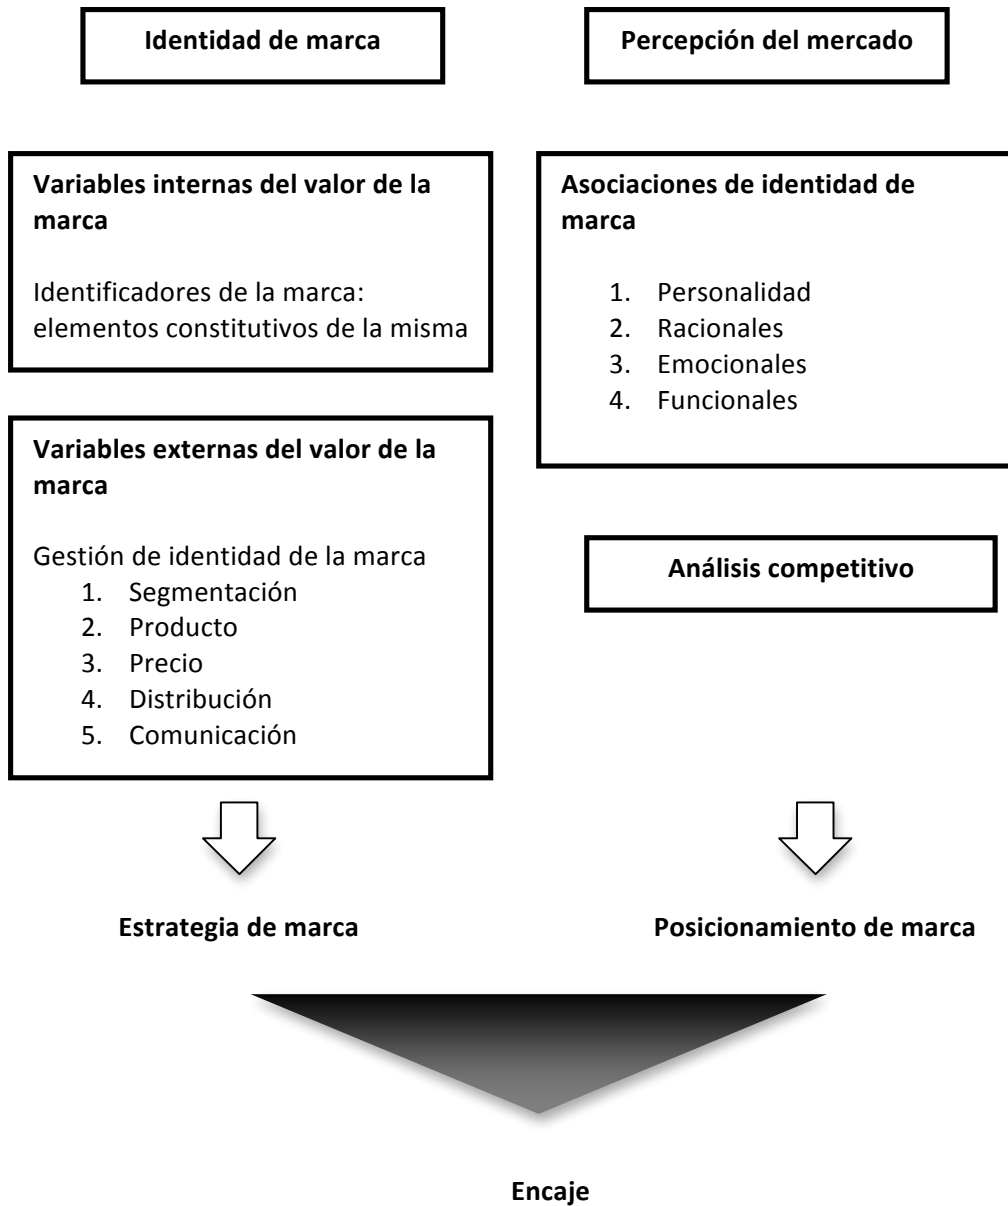 Identidad de marca
Percepción del mercado
Variables internas del valor de la
marca
Identificadores de la marca:
elementos constitutivos de la misma
Variables externas del valor de la
marca
Gestión de identidad de la marca
1. Segmentación
2. Producto
3. Precio
4. Distribución
5. Comunicación
Asociaciones de identidad de
marca
1. Personalidad
2. Racionales
3. Emocionales
4. Funcionales
Análisis competitivo
Estrategia de marca
Posicionamiento de marca
Encaje